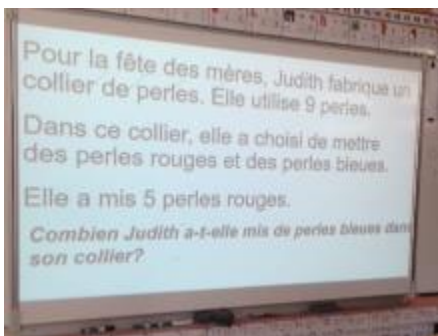 Pour la fête des mères, Judith fabrique un
collier de perles. Elle utilise 9 perles.
Dans ce collier, elle a choisi de mettre
des perles rouges et des perles bleues.
Elle a mis 5 perles rouges.
Combien Judith a-t-elle mis de perles bleues dans
son collier?